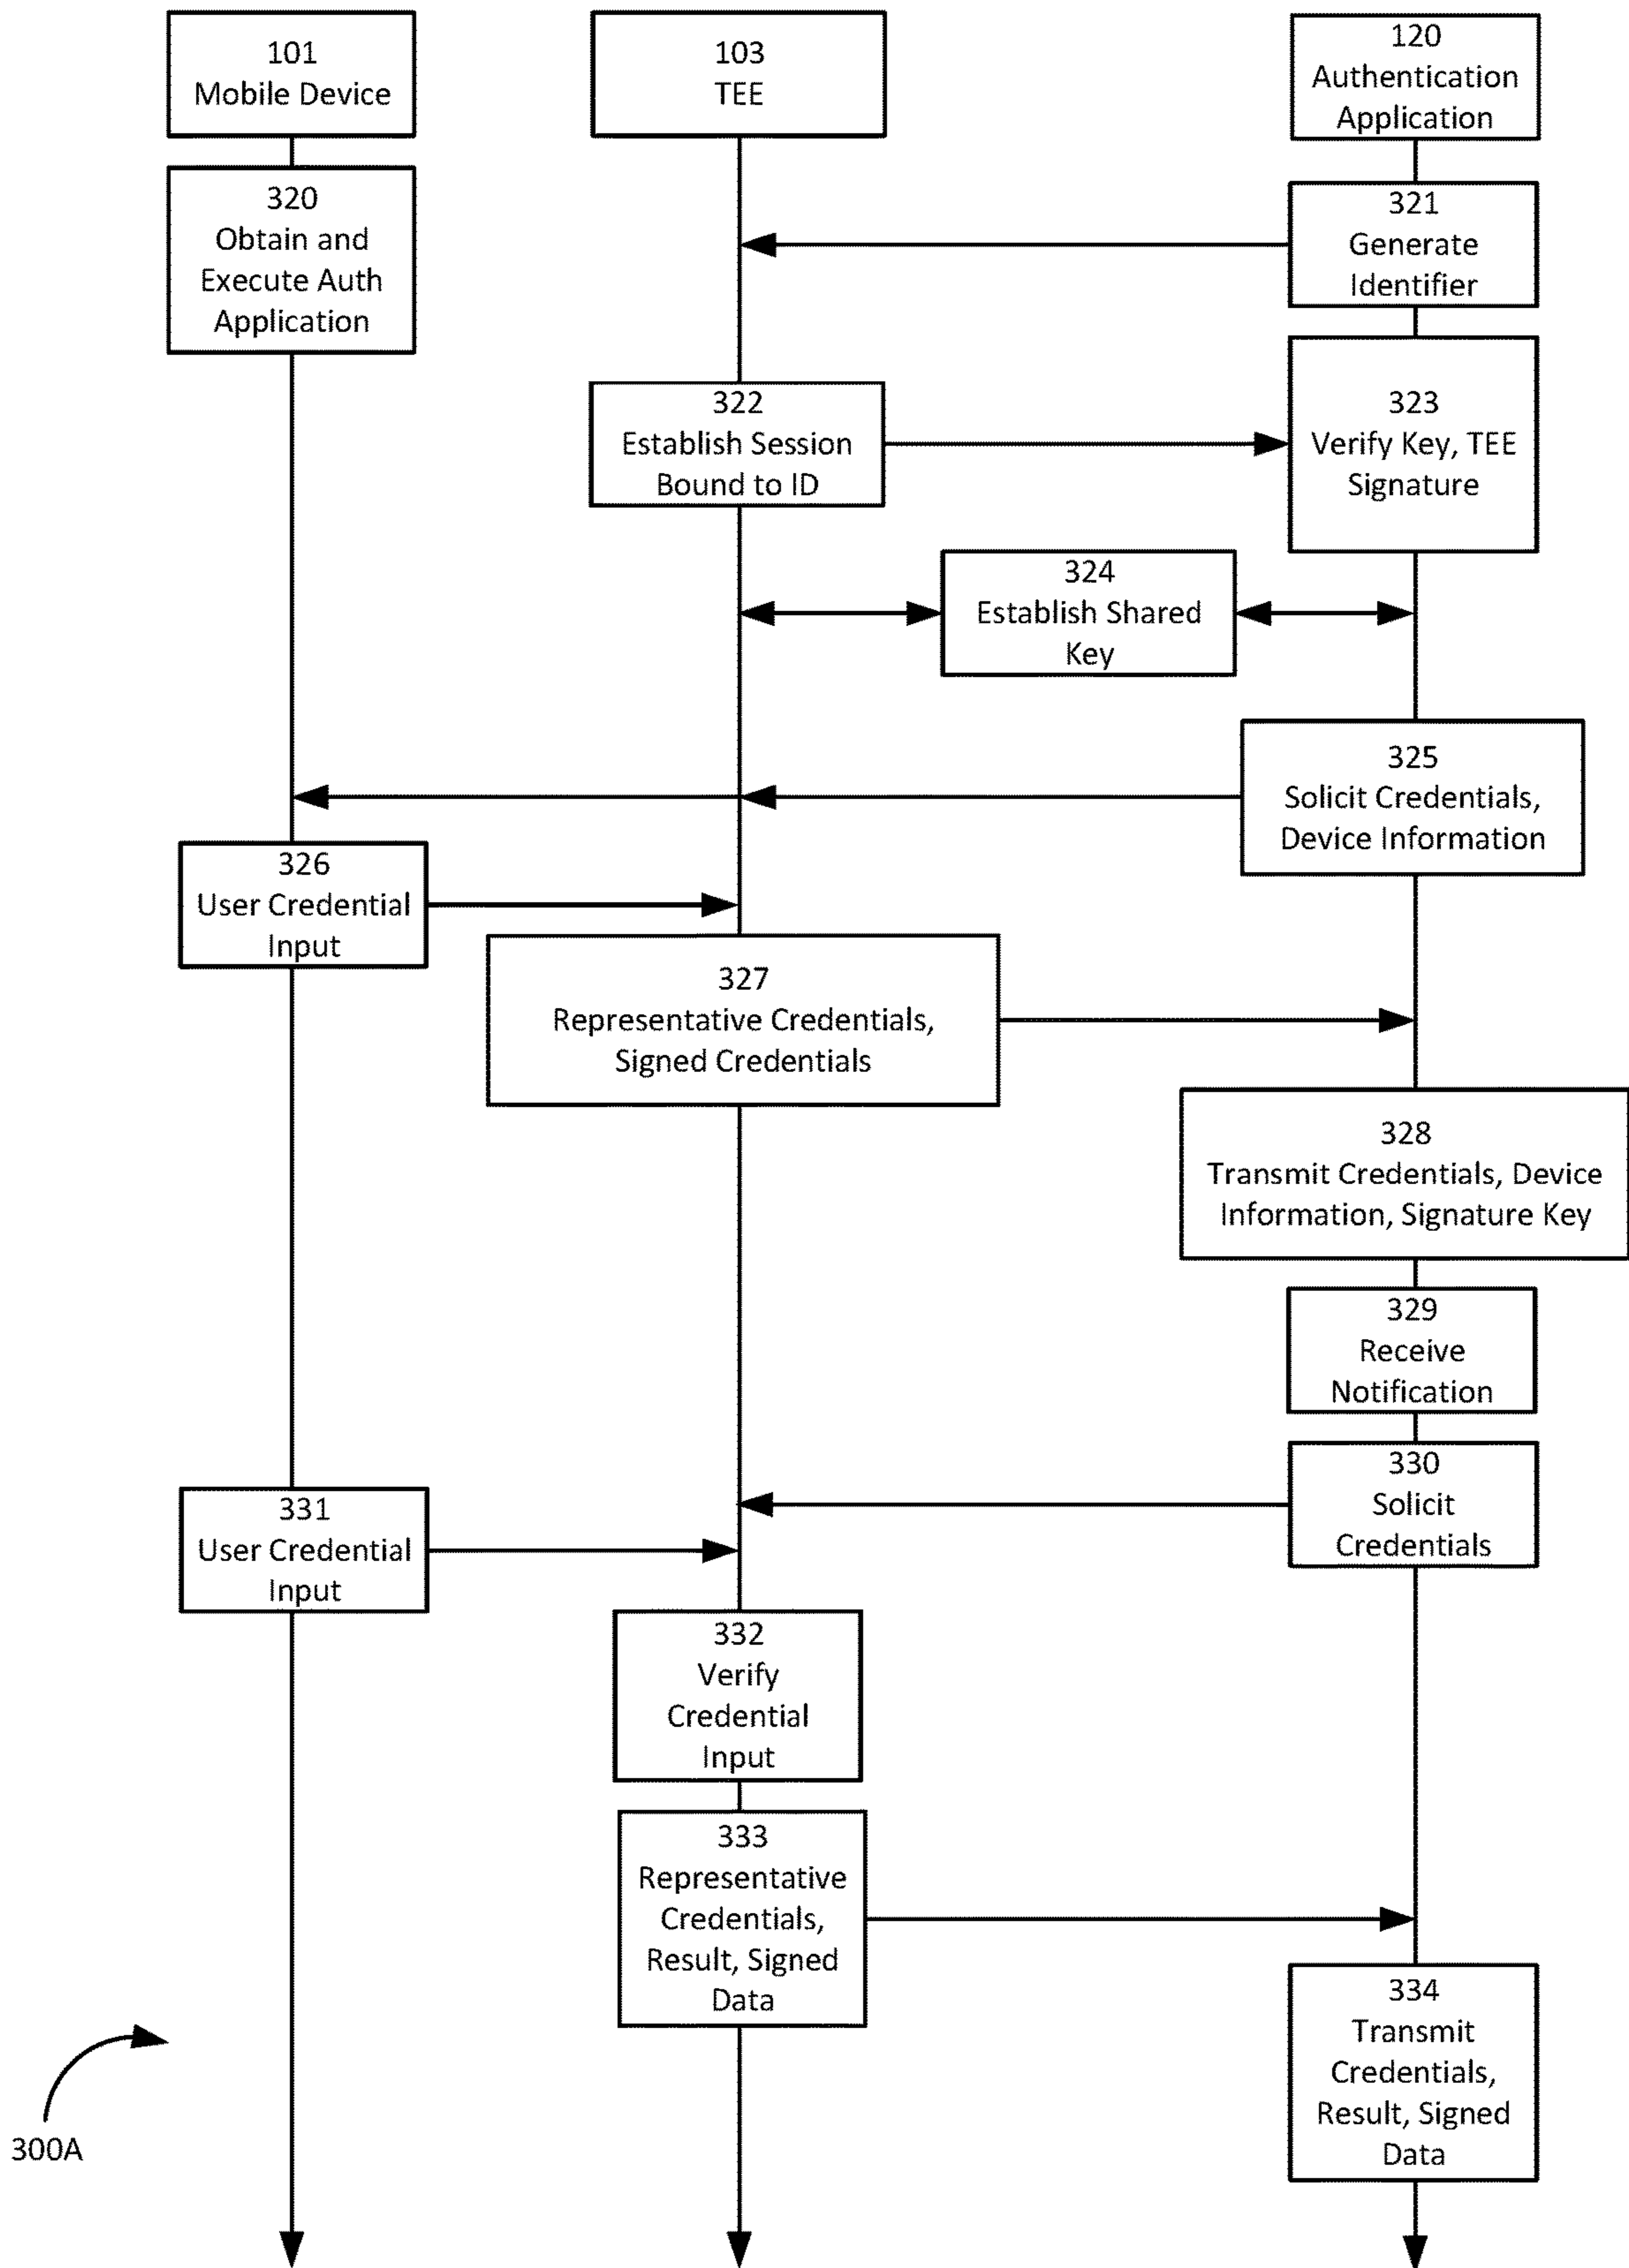 101
Mobile Device
103
TEE
120
Authentication
Application
320
Obtain and
Execute Auth
Application
321
Generate
Identifier
322
Establish Session
Bound to ID
323
Verify Key, TEE
Signature
324
Establish Shared
Key
325
Solicit Credentials,
Device Information
326
User Credential
Input
327
Representative Credentials,
Signed Credentials
328
Transmit Credentials, Device
Information, Signature Key
329
Receive
Notification
330
Solicit
Credentials
331
User Credential
Input
332
Verify
Credential
Input
333
Representative
Credentials,
Result, Signed
Data
334
Transmit
Credentials,
Result, Signed
Data
300A